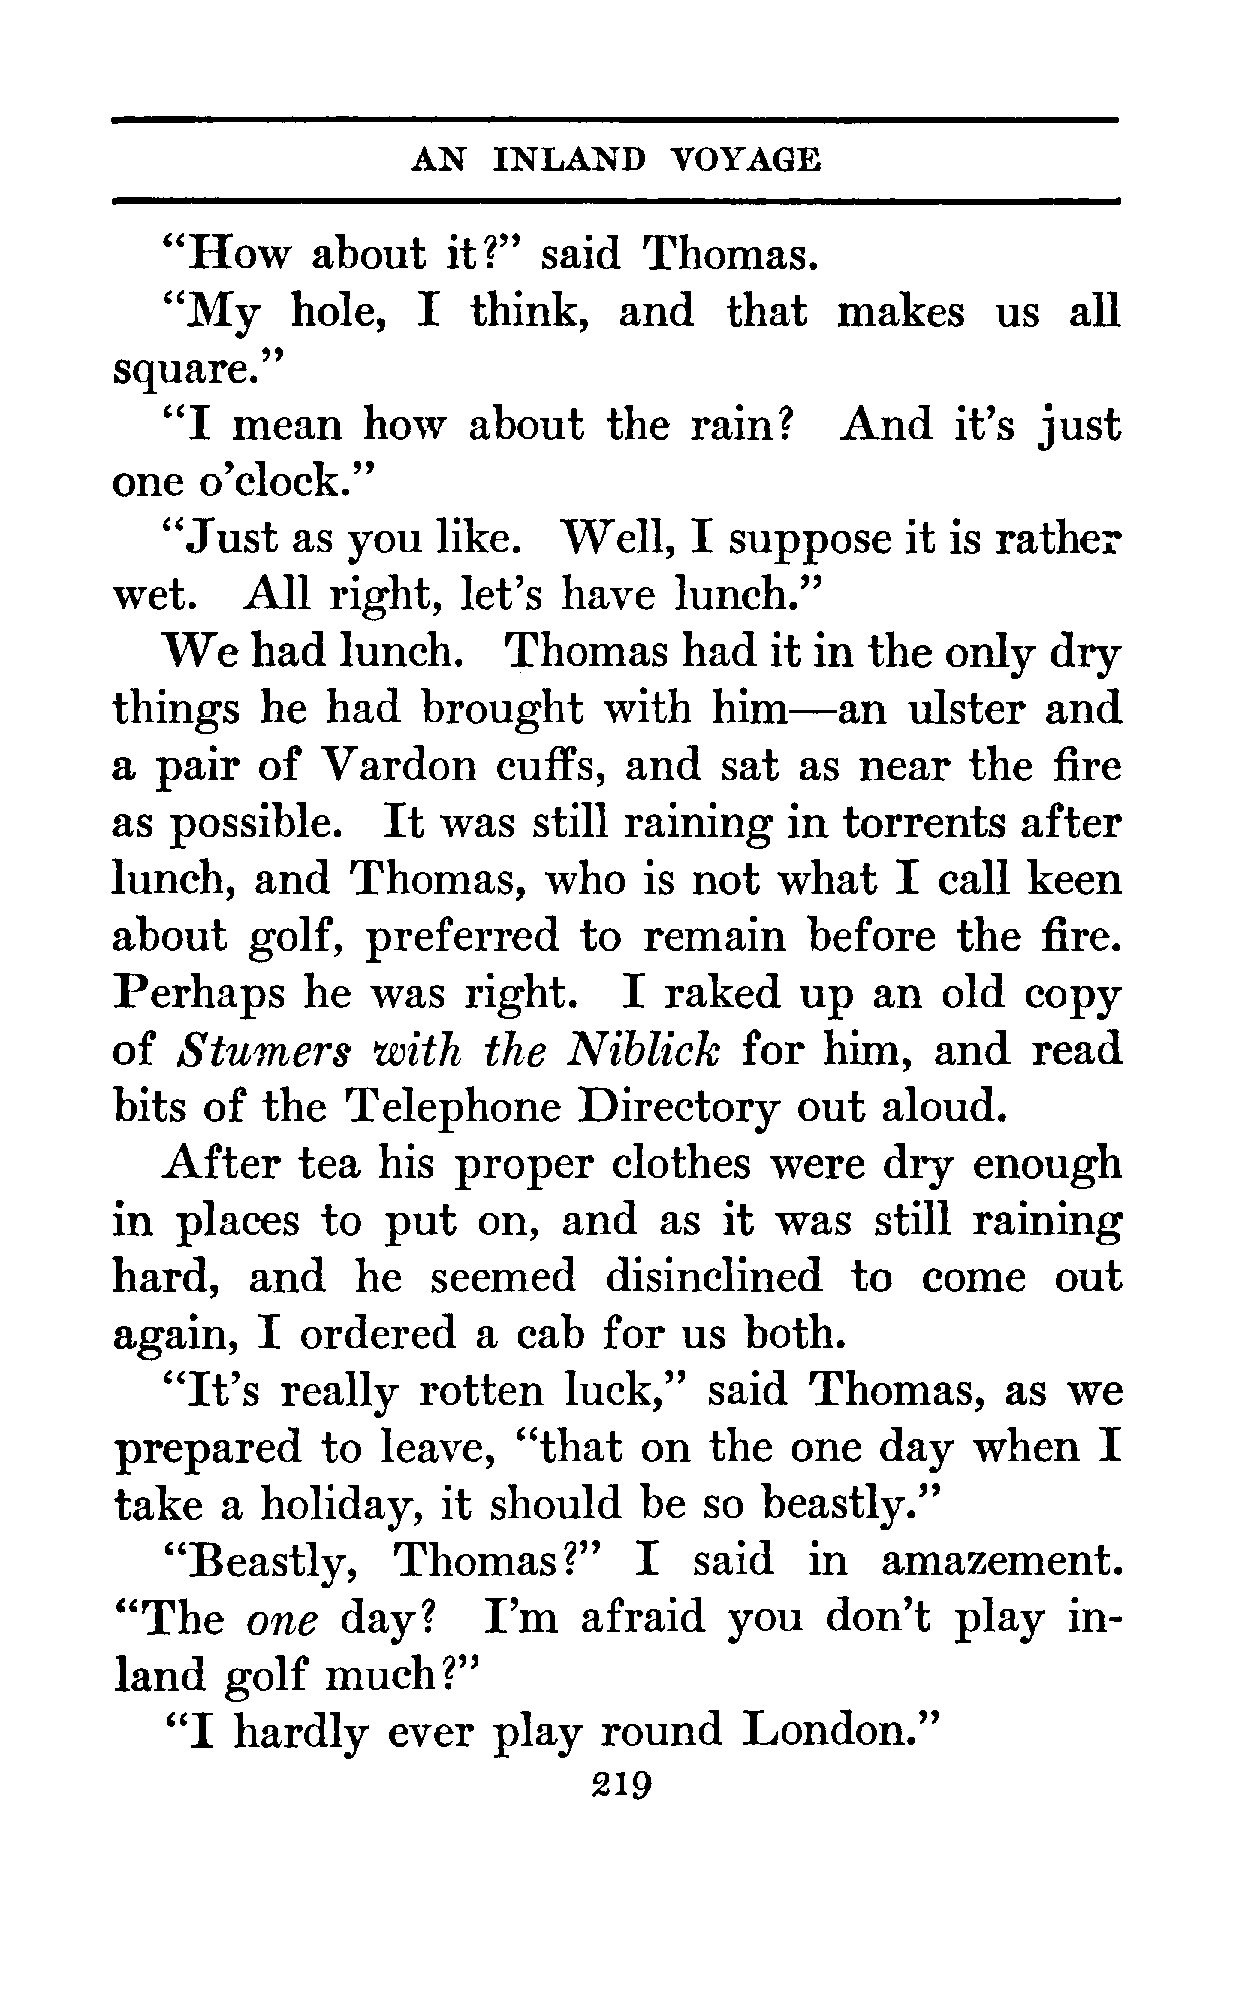 AN INLAND VOYAGE
"How about it?" said Thomas.
"My hole, I think, and that makes us all
square."
"I mean how about the rain? And it's just
one o'clock."
"Just as you like. Well, I suppose it is rather
wet. All right, let's have lunch."
We had lunch. Thomas had it in the only dry
things he had brought with him—an ulster and
a pair of Vardon cuffs, and sat as near the fire
as possible. It was still raining in torrents after
lunch, and Thomas, who is not what I call keen
about golf, preferred to remain before the fire.
Perhaps he was right. I raked up an old copy
of Stumers with the Niblick for him, and read
bits of the Telephone Directory out aloud.
After tea his proper clothes were dry enough
in places to put on, and as it was still raining
hard, and he seemed disinclined to come out
again, I ordered a cab for us both.
"It's really rotten luck," said Thomas, as we
prepared to leave, "that on the one day when I
take a holiday, it should be so beastly."
"Beastly, Thomas?" I said in amazement.
"The one day? I'm afraid you don't play in-
land golf much?"
"I hardly ever play round London."
219